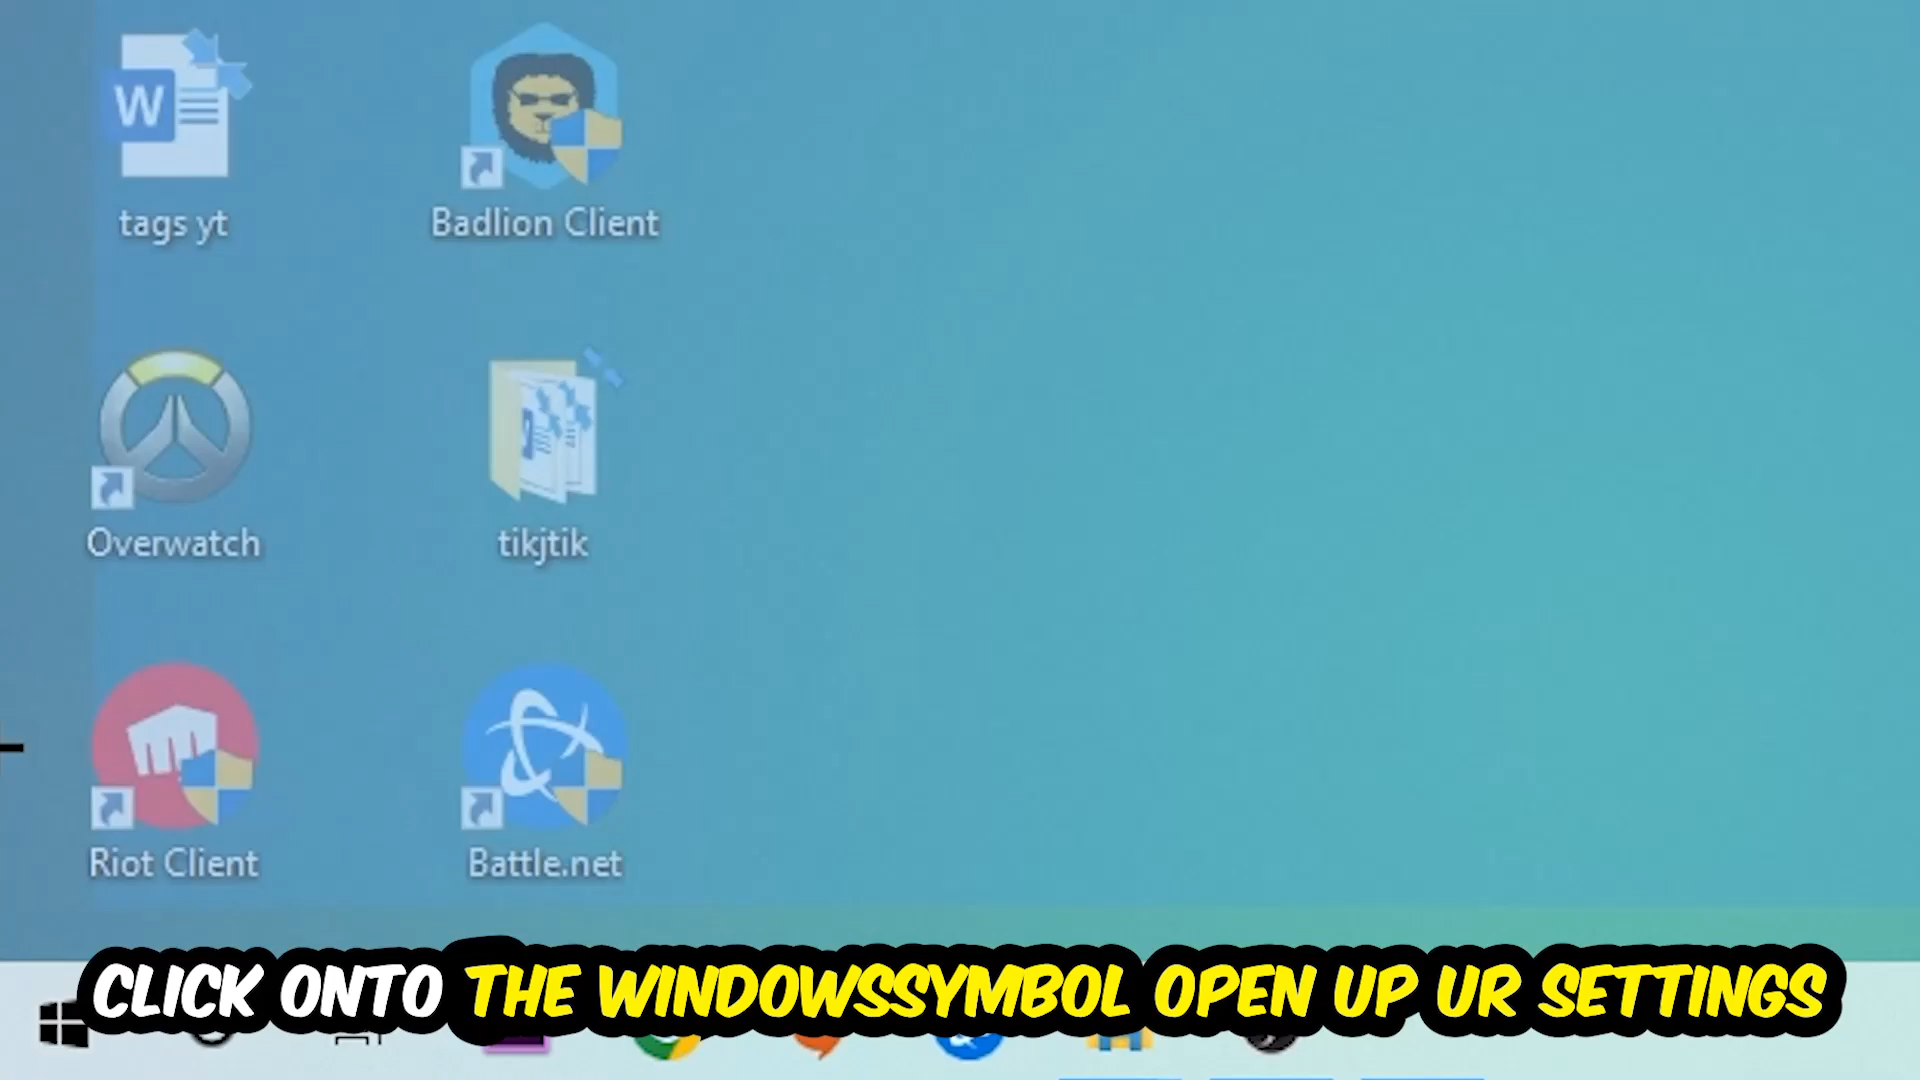 W
tags yt
Badlion Client
Overwatch
tikjtik
Riot Client
Battle.net
CLICK ONTO THE WINDOWSSYMBOL OPEN UP UR SETTINGS